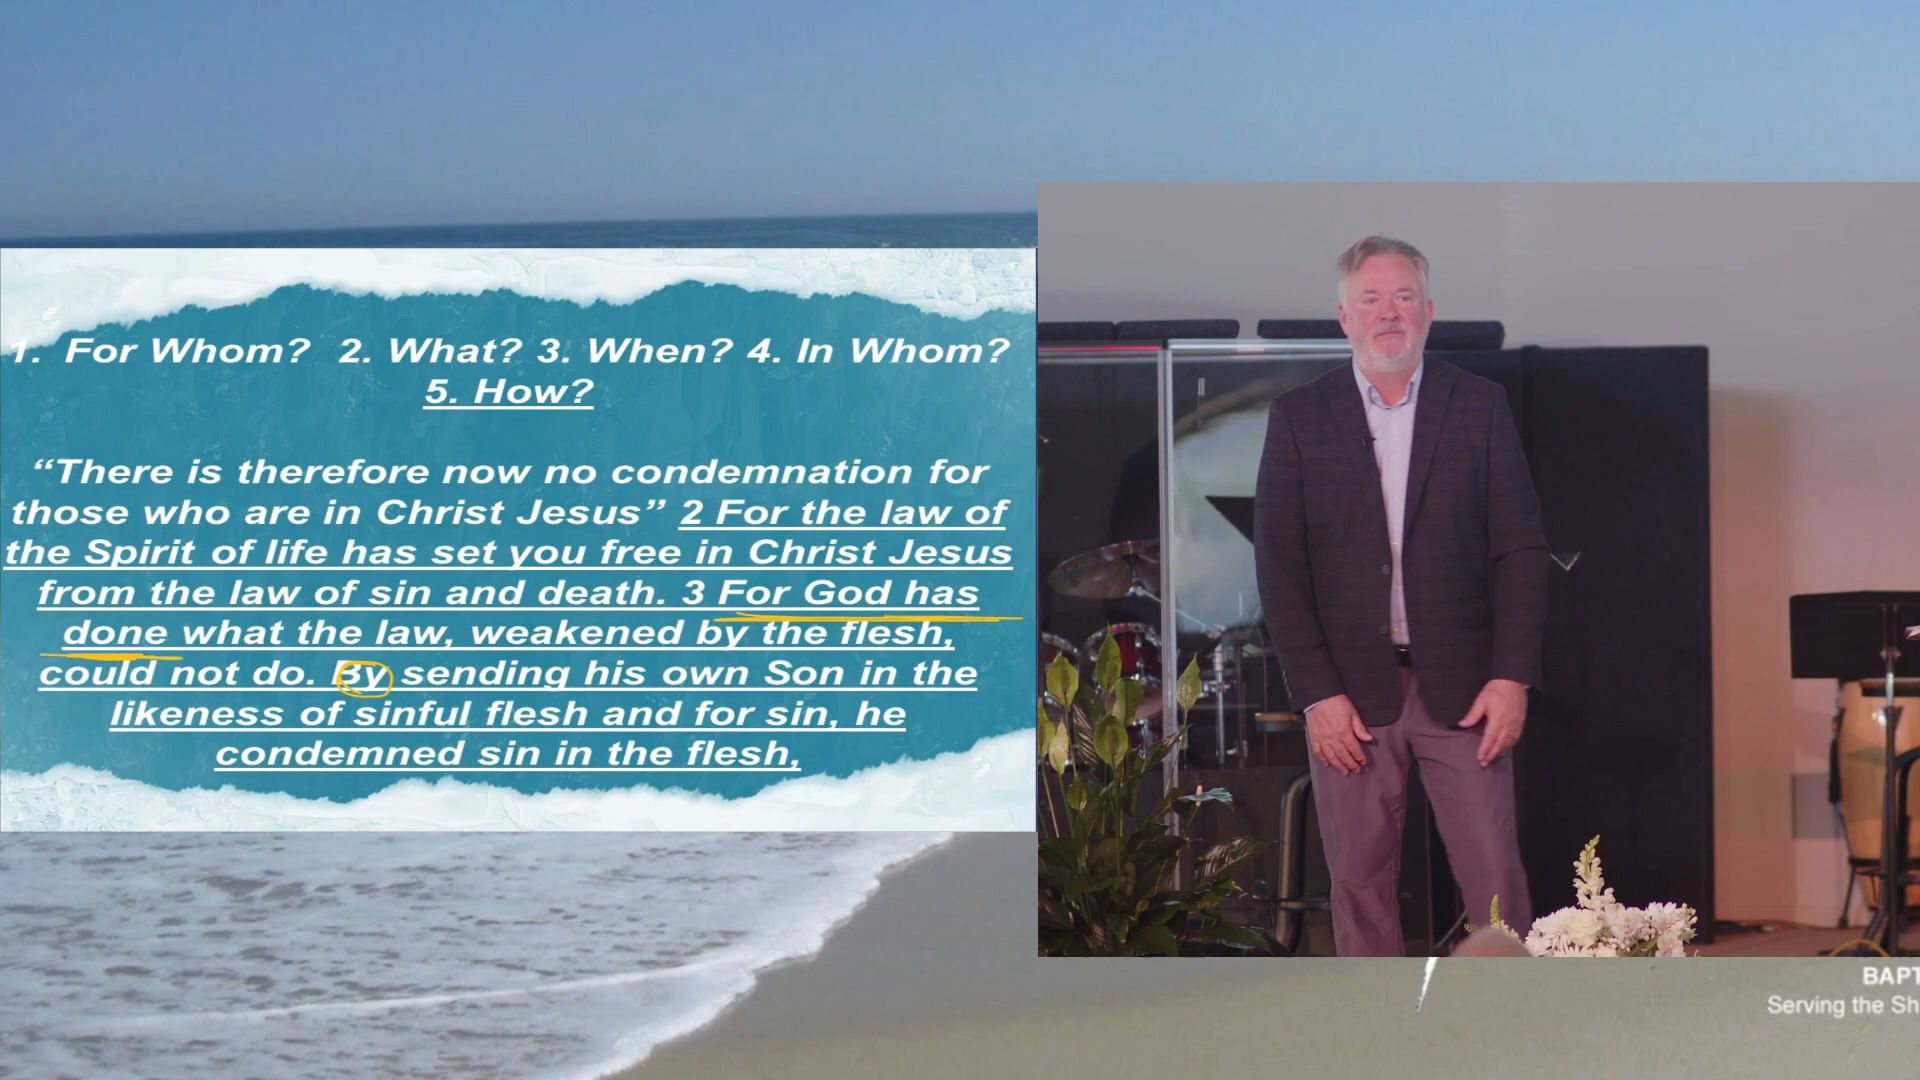 1. For Whom? 2. What? 3. When? 4. In Whom?
5. How?
“There is therefore now no condemnation for
those who are in Christ Jesus” 2 For the law of
the Spirit of life has set you free in Christ Jesus
from the law of sin and death. 3 For God has
done what the law, weakened by the flesh,
could not do. By sending his own Son in the
likeness of sinful flesh and for sin, he
condemned sin in the flesh,
Serving the